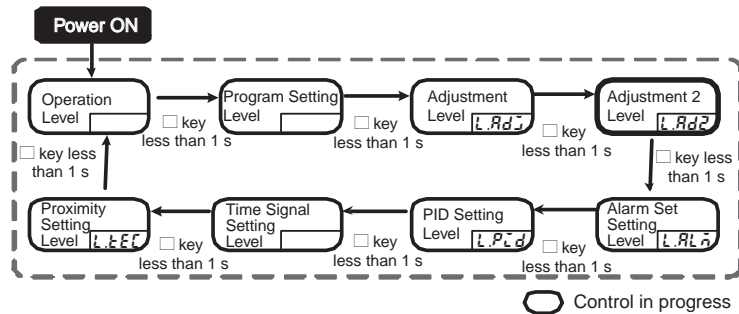 Power ON
Operation
Level
Program Setting
Level
Adjustment
Level L.Adj
Adjustment 2
Level L.Ad2
□ key
less than 1 s
□ key
less than 1 s
□ key
less than 1 s
□ key less
than 1 s
□ key less
than 1 s
Proximity
Setting
Level L.tEC
Time Signal
Setting
Level
PID Setting
Level L.Pid
Alarm Set
Setting
Level L.ALm
□ key
less than 1 s
□ key
less than 1 s
□ key
less than 1 s
Control in progress